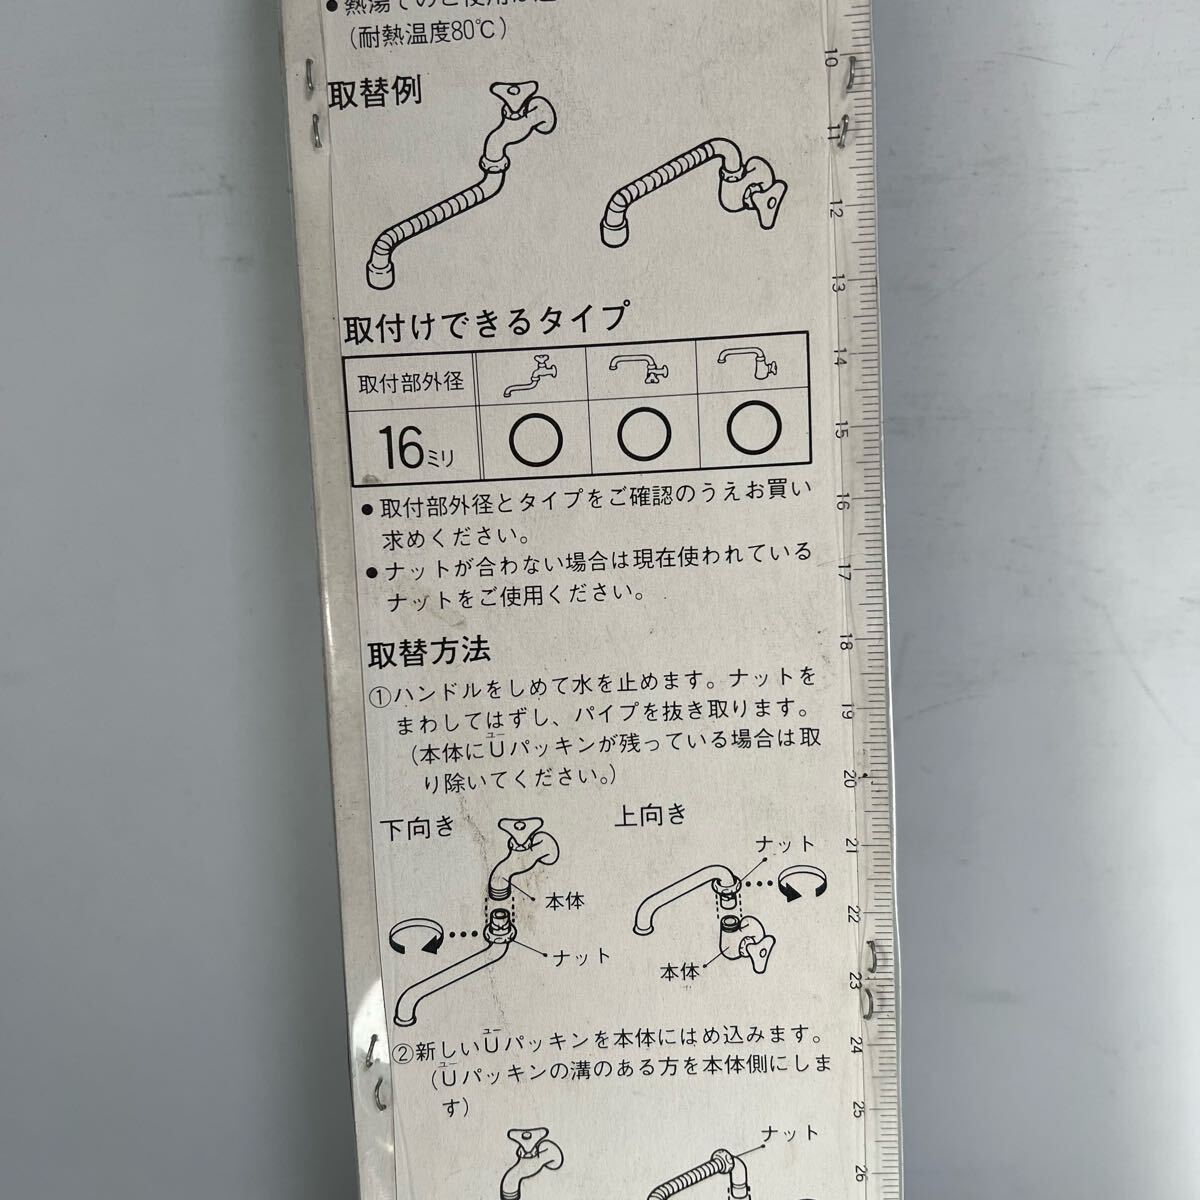 (耐熱温度80℃)
取替例
取付けできるタイプ
取付部外径
16ミリ
●取付部外径とタイプをご確認のうえお買い
求めください。
●ナットが合わない場合は現在使われている
ナットをご使用ください。
取替方法
①ハンドルをしめて水を止めます。ナットを
まわしてはずし、パイプを抜き取ります。
ユー
(本体にUパッキンが残っている場合は取
り除いてください。)
下向き
上向き
ナット
本体
ナット
本体
ユー
②新しいUパッキンを本体にはめ込みます。
ユー
(Uパッキンの溝のある方を本体側にしま
す)
ナット
10
11
12
13
14
15
16
17
18
19
20
21
22
23
24
25
26